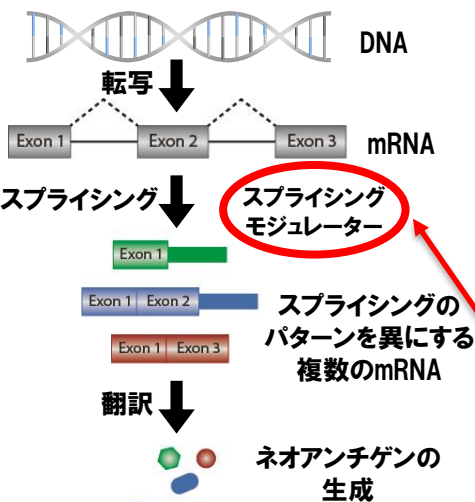 DNA
転写
Exon 1 Exon 2 Exon 3 mRNA
スプライシング
スプライシング
モジュレーター
Exon 1
Exon 1 Exon 2
Exon 1 Exon 3
スプライシングの
パターンを異にする
複数のmRNA
翻訳
ネオアンチゲンの
生成